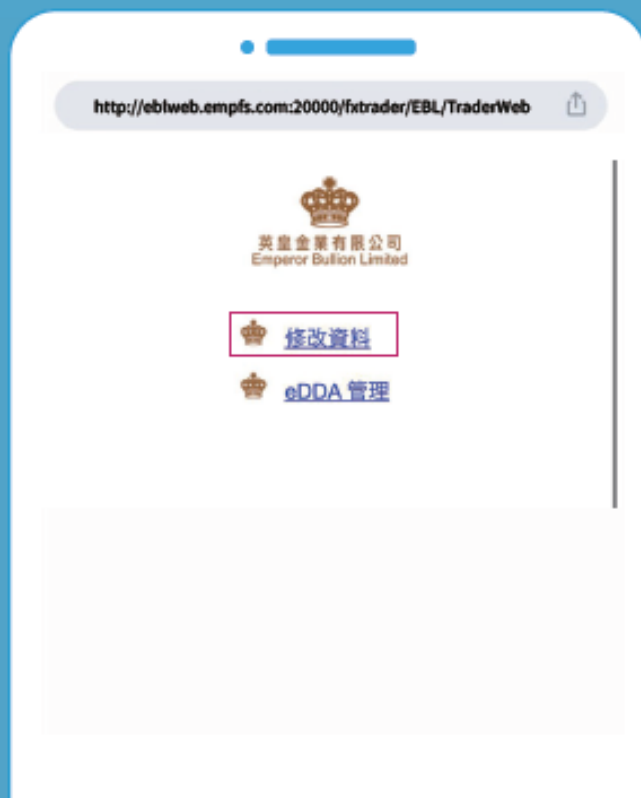 http://eblweb.empfs.com:20000/fxtrader/EBL/TraderWeb
英皇金業有限公司
Emperor Bullion Limited
修改資料
eDDA 管理